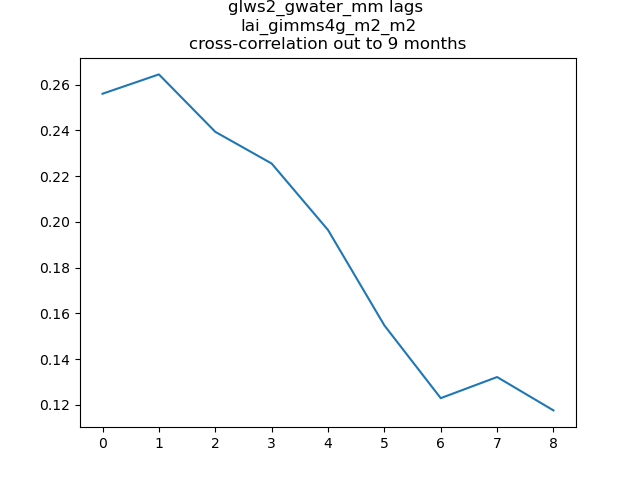 glws2_gwater_mm lags
lai_gimms4g_m2_m2
cross-correlation out to 9 months
0.26
0.24
0.22
0.20
0.18
0.16
0.14
0.12
0 1 2 3 4 5 6 7 8